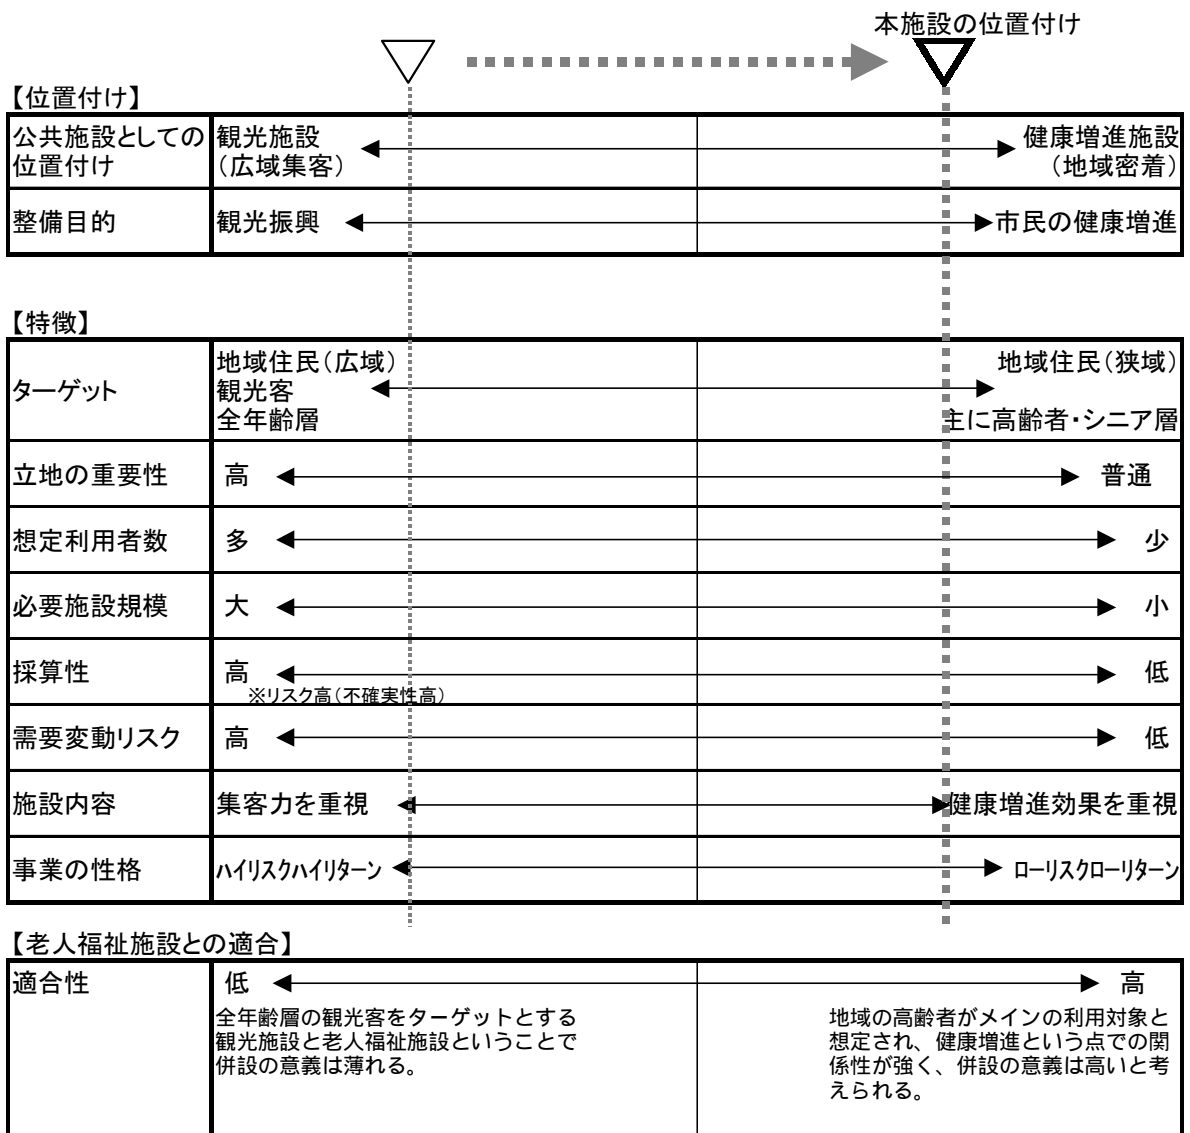 本施設の位置付け
【位置付け】
公共施設としての
位置付け
観光施設
（広域集客）
健康増進施設
（地域密着）
整備目的
観光振興
市民の健康増進
【特徴】
ターゲット
地域住民（広域）
観光客
全年齢層
地域住民（狭域）
主に高齢者・シニア層
立地の重要性
高
普通
想定利用者数
多
少
必要施設規模
大
小
採算性
高
※リスク高（不確実性高）
低
需要変動リスク
高
低
施設内容
集客力を重視
健康増進効果を重視
事業の性格
ﾊｲﾘｽｸﾊｲﾘﾀｰﾝ
ﾛｰﾘｽｸﾛｰﾘﾀｰﾝ
【老人福祉施設との適合】
適合性
低
高
全年齢層の観光客をターゲットとする
観光施設と老人福祉施設ということで
併設の意義は薄れる。
地域の高齢者がメインの利用対象と
想定され、健康増進という点での関
係性が強く、併設の意義は高いと考
えられる。